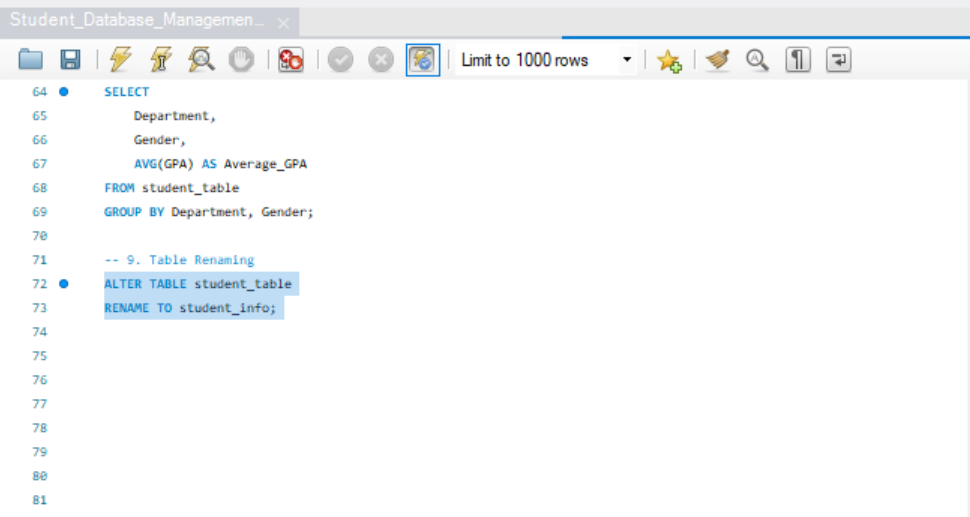 Student_Database_Managemen...
Limit to 1000 rows
64 SELECT
65 Department,
66 Gender,
67 AVG(GPA) AS Average_GPA
68 FROM student_table
69 GROUP BY Department, Gender;
70
71 -- 9. Table Renaming
72 ALTER TABLE student_table
73 RENAME TO student_info;
74
75
76
77
78
79
80
81